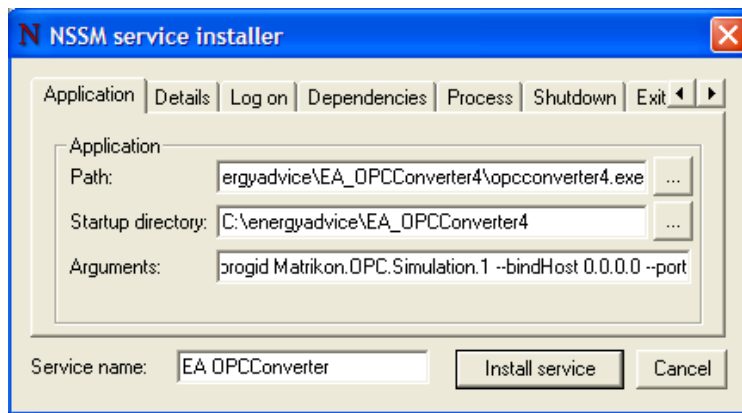 N NSSM service installer
Application Details Log on Dependencies Process Shutdown Exit
Application
Path: ergyadvice\EA_OPCConverter4\opcconverter4.exe ...
Startup directory: C:\energyadvice\EA_OPCConverter4 ...
Arguments: progid Matrikon.OPC.Simulation.1 --bindHost 0.0.0.0 --port
Service name: EA OPCConverter Install service Cancel